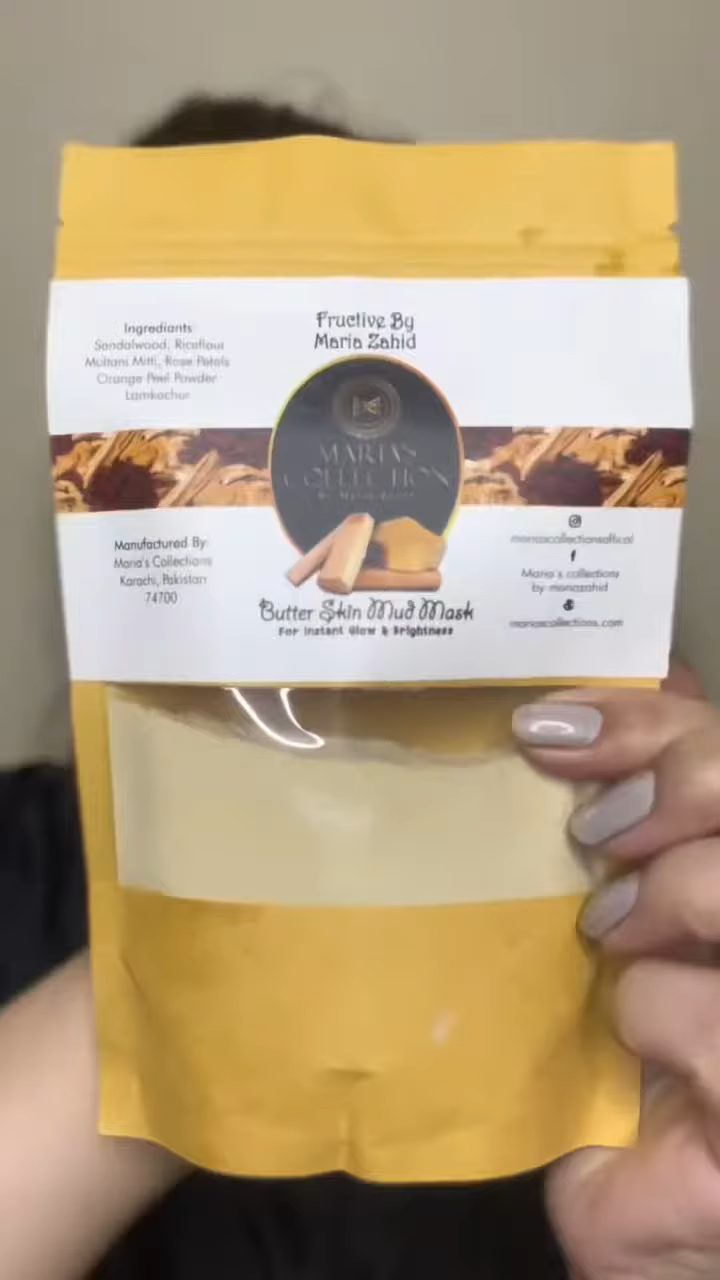 Fructive By
Maria Zahid
Ingrediants
Sandalwood, Riceflour
Multani Mitti, Rose Petals
Orange Peel Powder
Lamkachur
MARIA'S
COLLECTION
Manufactured By
Maria's Collections
Karachi, Pakistan
74700
mariascollectionsofficial
Maria's collections
by mariazahid
mariascollections.com
Butter Skin Mud Mask
For Instant Glow & Brightness